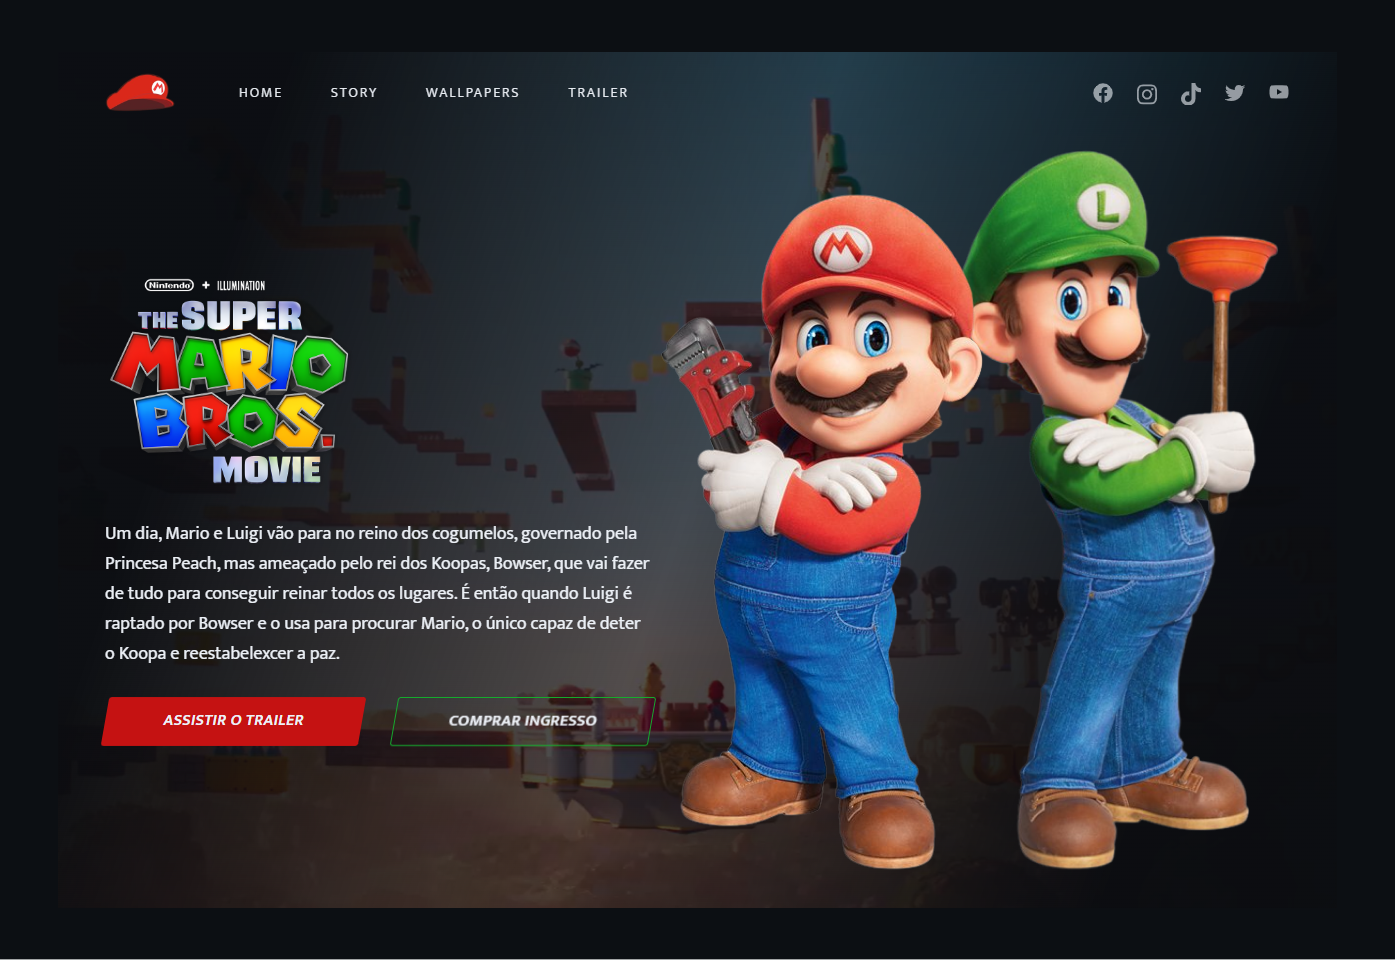 HOME STORY WALLPAPERS TRAILER
Nintendo + ILLUMINATION
THE SUPER
MARIO
BROS.
MOVIE
M
L
Um dia, Mario e Luigi vão para no reino dos cogumelos, governado pela
Princesa Peach, mas ameaçado pelo rei dos Koopas, Bowser, que vai fazer
de tudo para conseguir reinar todos os lugares. É então quando Luigi é
raptado por Bowser e o usa para procurar Mario, o único capaz de deter
o Koopa e reestabelexcer a paz.
ASSISTIR O TRAILER COMPRAR INGRESSO